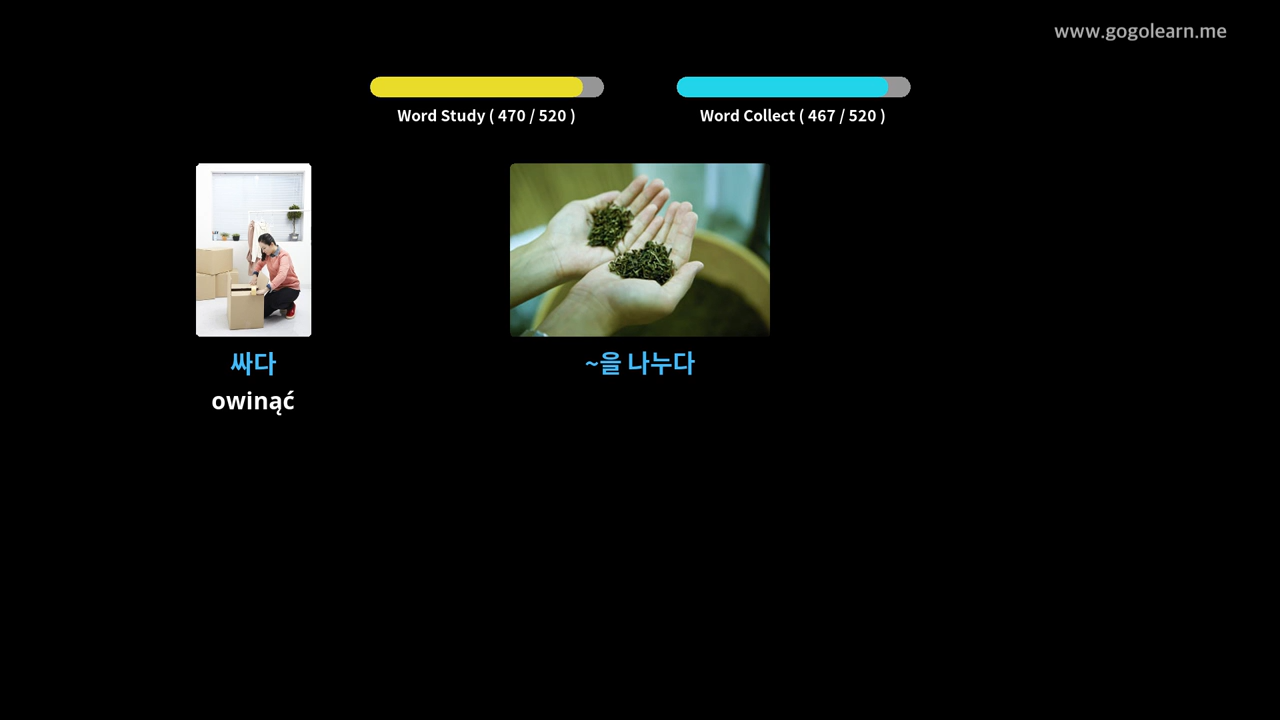 www.gogolearn.me
Word Study ( 470 / 520 )
Word Collect ( 467 / 520 )
싸다
owinąć
~을 나누다